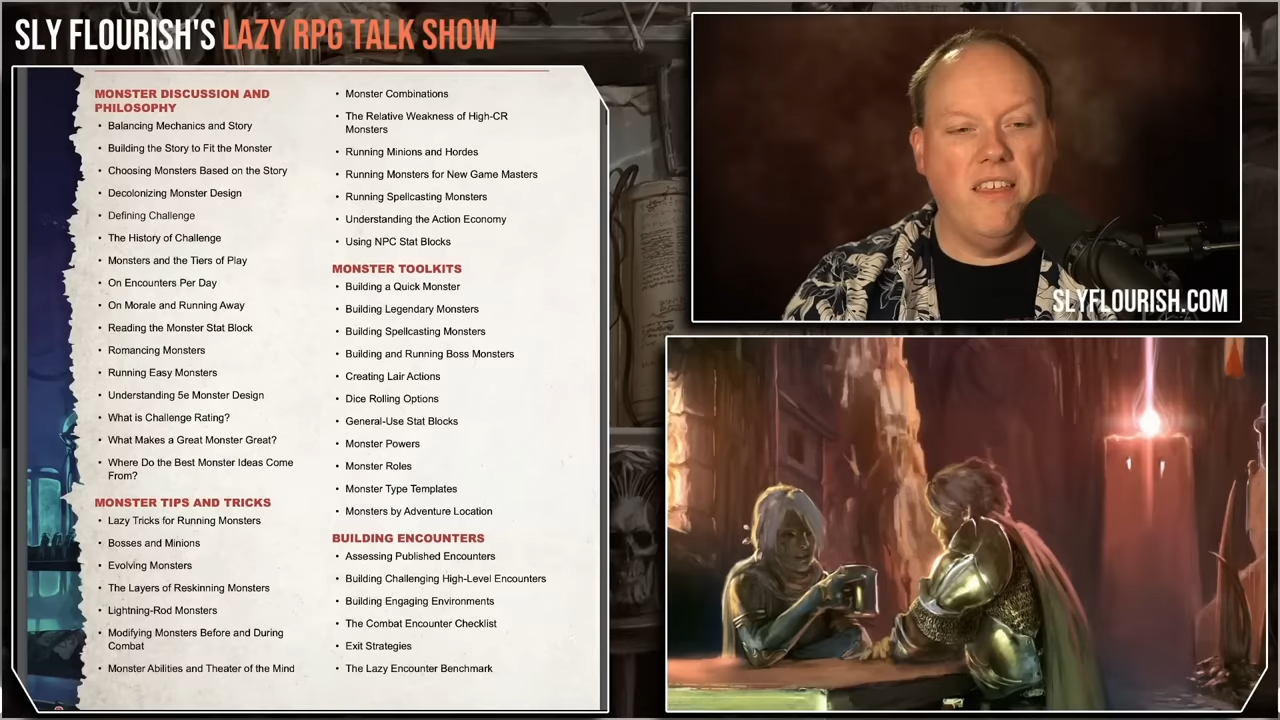 SLY FLOURISH'S LAZY RPG TALK SHOW
MONSTER DISCUSSION AND
PHILOSOPHY
• Balancing Mechanics and Story
• Building the Story to Fit the Monster
• Choosing Monsters Based on the Story
• Decolonizing Monster Design
• Defining Challenge
• The History of Challenge
• Monsters and the Tiers of Play
• On Encounters Per Day
• On Morale and Running Away
• Reading the Monster Stat Block
• Romancing Monsters
• Running Easy Monsters
• Understanding 5e Monster Design
• What is Challenge Rating?
• What Makes a Great Monster Great?
• Where Do the Best Monster Ideas Come
From?
MONSTER TIPS AND TRICKS
• Lazy Tricks for Running Monsters
• Bosses and Minions
• Evolving Monsters
• The Layers of Reskinning Monsters
• Lightning-Rod Monsters
• Modifying Monsters Before and During
Combat
• Monster Abilities and Theater of the Mind
• Monster Combinations
• The Relative Weakness of High-CR
Monsters
• Running Minions and Hordes
• Running Monsters for New Game Masters
• Running Spellcasting Monsters
• Understanding the Action Economy
• Using NPC Stat Blocks
MONSTER TOOLKITS
• Building a Quick Monster
• Building Legendary Monsters
• Building Spellcasting Monsters
• Building and Running Boss Monsters
• Creating Lair Actions
• Dice Rolling Options
• General-Use Stat Blocks
• Monster Powers
• Monster Roles
• Monster Type Templates
• Monsters by Adventure Location
BUILDING ENCOUNTERS
• Assessing Published Encounters
• Building Challenging High-Level Encounters
• Building Engaging Environments
• The Combat Encounter Checklist
• Exit Strategies
• The Lazy Encounter Benchmark
SLYFLOURISH.COM